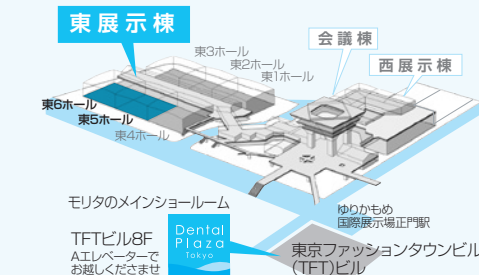 東展示棟
会議棟
西展示棟
東3ホール
東2ホール
東1ホール
東6ホール
東5ホール
東4ホール
モリタのメインショールーム
TFTビル8F
Aエレベーターで
お越しくださませ
Dental
Plaza
Tokyo
ゆりかもめ
国際展示場正門駅
東京ファッションタウンビル
(TFT)ビル